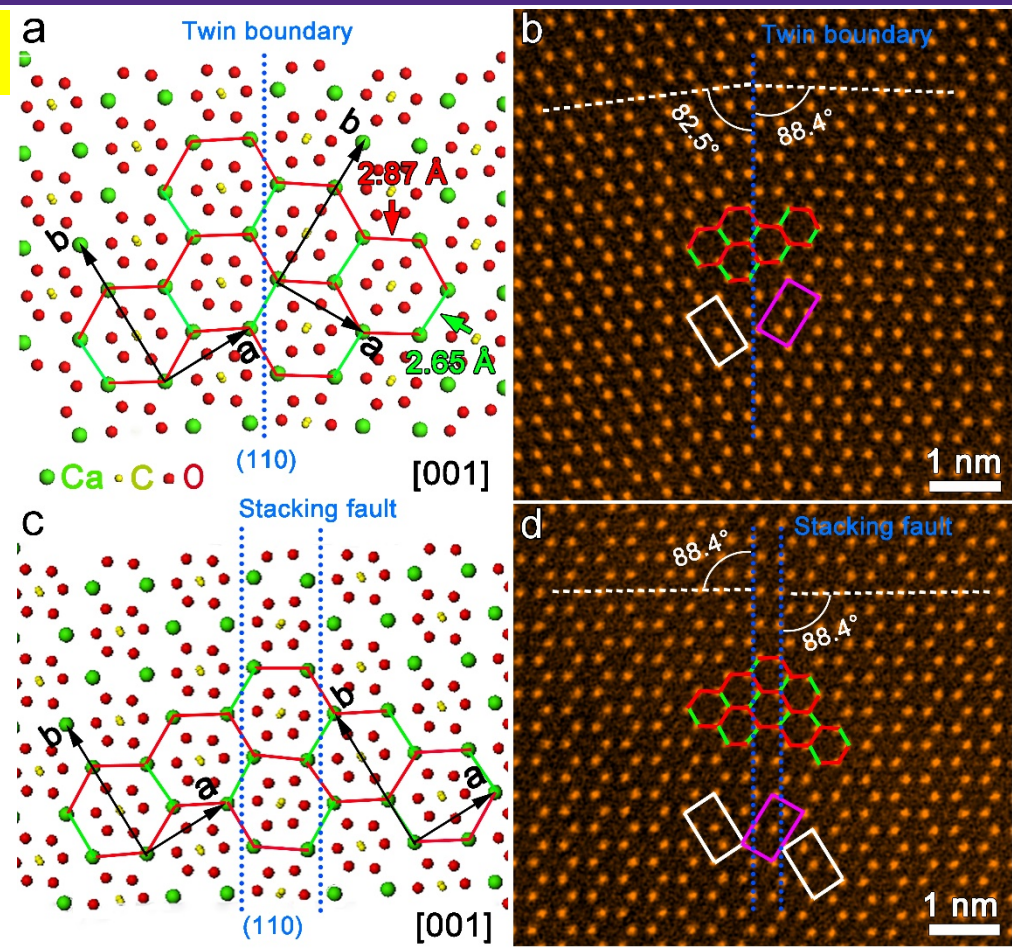 a
Twin boundary
b
2.87 Å
b
a
a
2.65 Å
(110)
Ca C O
[001]
b
Twin boundary
82.5°
88.4°
1 nm
c
Stacking fault
b
b
a
a
(110)
[001]
d
Stacking fault
88.4°
88.4°
1 nm